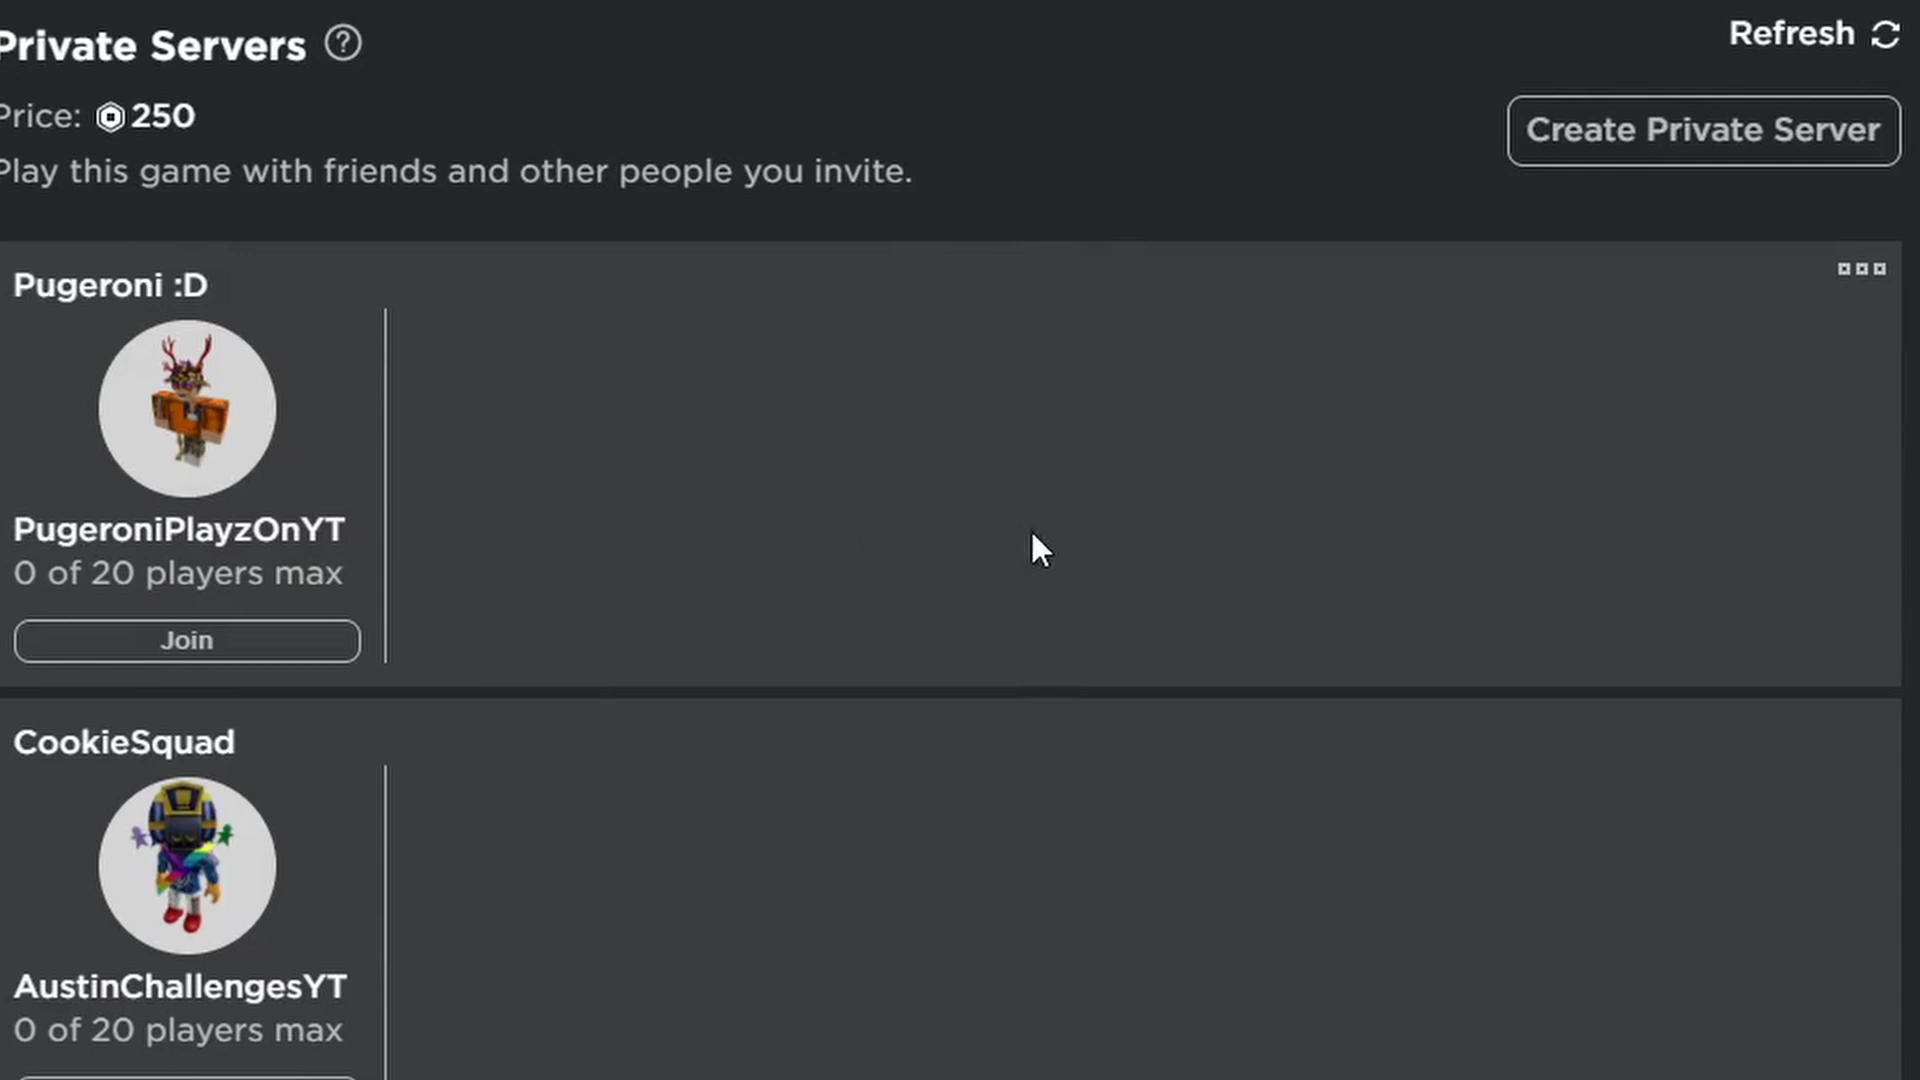 Private Servers
Refresh
Price: 250
Create Private Server
Play this game with friends and other people you invite.
Pugeroni :D
PugeroniPlayzOnYT
0 of 20 players max
Join
CookieSquad
AustinChallengesYT
0 of 20 players max